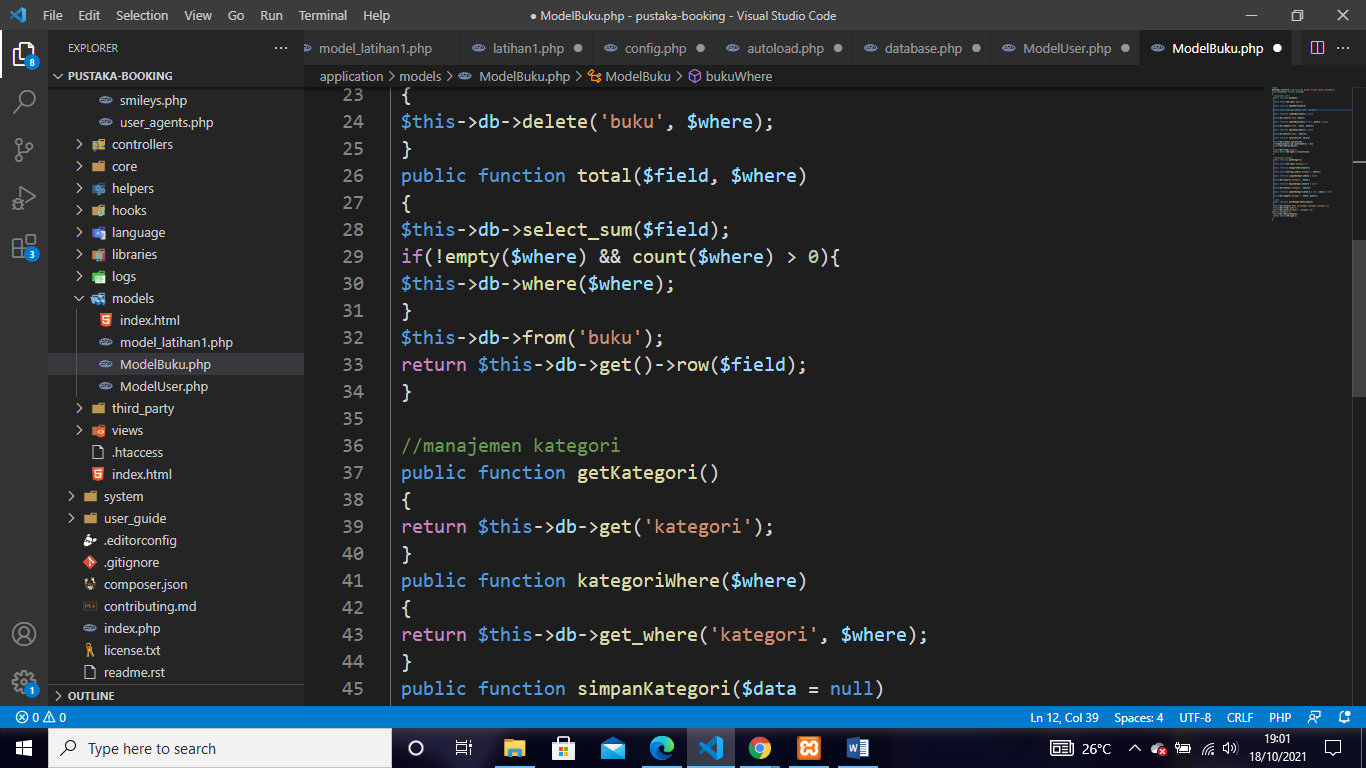 File Edit Selection View Go Run Terminal Help
● ModelBuku.php - pustaka-booking - Visual Studio Code
EXPLORER ···
model_latihan1.php latihan1.php ● config.php ● autoload.php ● database.php ● ModelUser.php ● ModelBuku.php ●
application > models > ModelBuku.php > ModelBuku > bukuWhere
PUSTAKA-BOOKING
smileys.php
user_agents.php
controllers
core
helpers
hooks
language
libraries
logs
models
index.html
model_latihan1.php
ModelBuku.php
ModelUser.php
third_party
views
.htaccess
index.html
system
user_guide
.editorconfig
.gitignore
composer.json
contributing.md
index.php
license.txt
readme.rst
OUTLINE
8
3
1
23 {
24 $this->db->delete('buku', $where);
25 }
26 public function total($field, $where)
27 {
28 $this->db->select_sum($field);
29 if(!empty($where) && count($where) > 0){
30 $this->db->where($where);
31 }
32 $this->db->from('buku');
33 return $this->db->get()->row($field);
34 }
35
36 //manajemen kategori
37 public function getKategori()
38 {
39 return $this->db->get('kategori');
40 }
41 public function kategoriWhere($where)
42 {
43 return $this->db->get_where('kategori', $where);
44 }
45 public function simpanKategori($data = null)
0 0 Ln 12, Col 39 Spaces: 4 UTF-8 CRLF PHP
Type here to search
26°C
19:01
18/10/2021